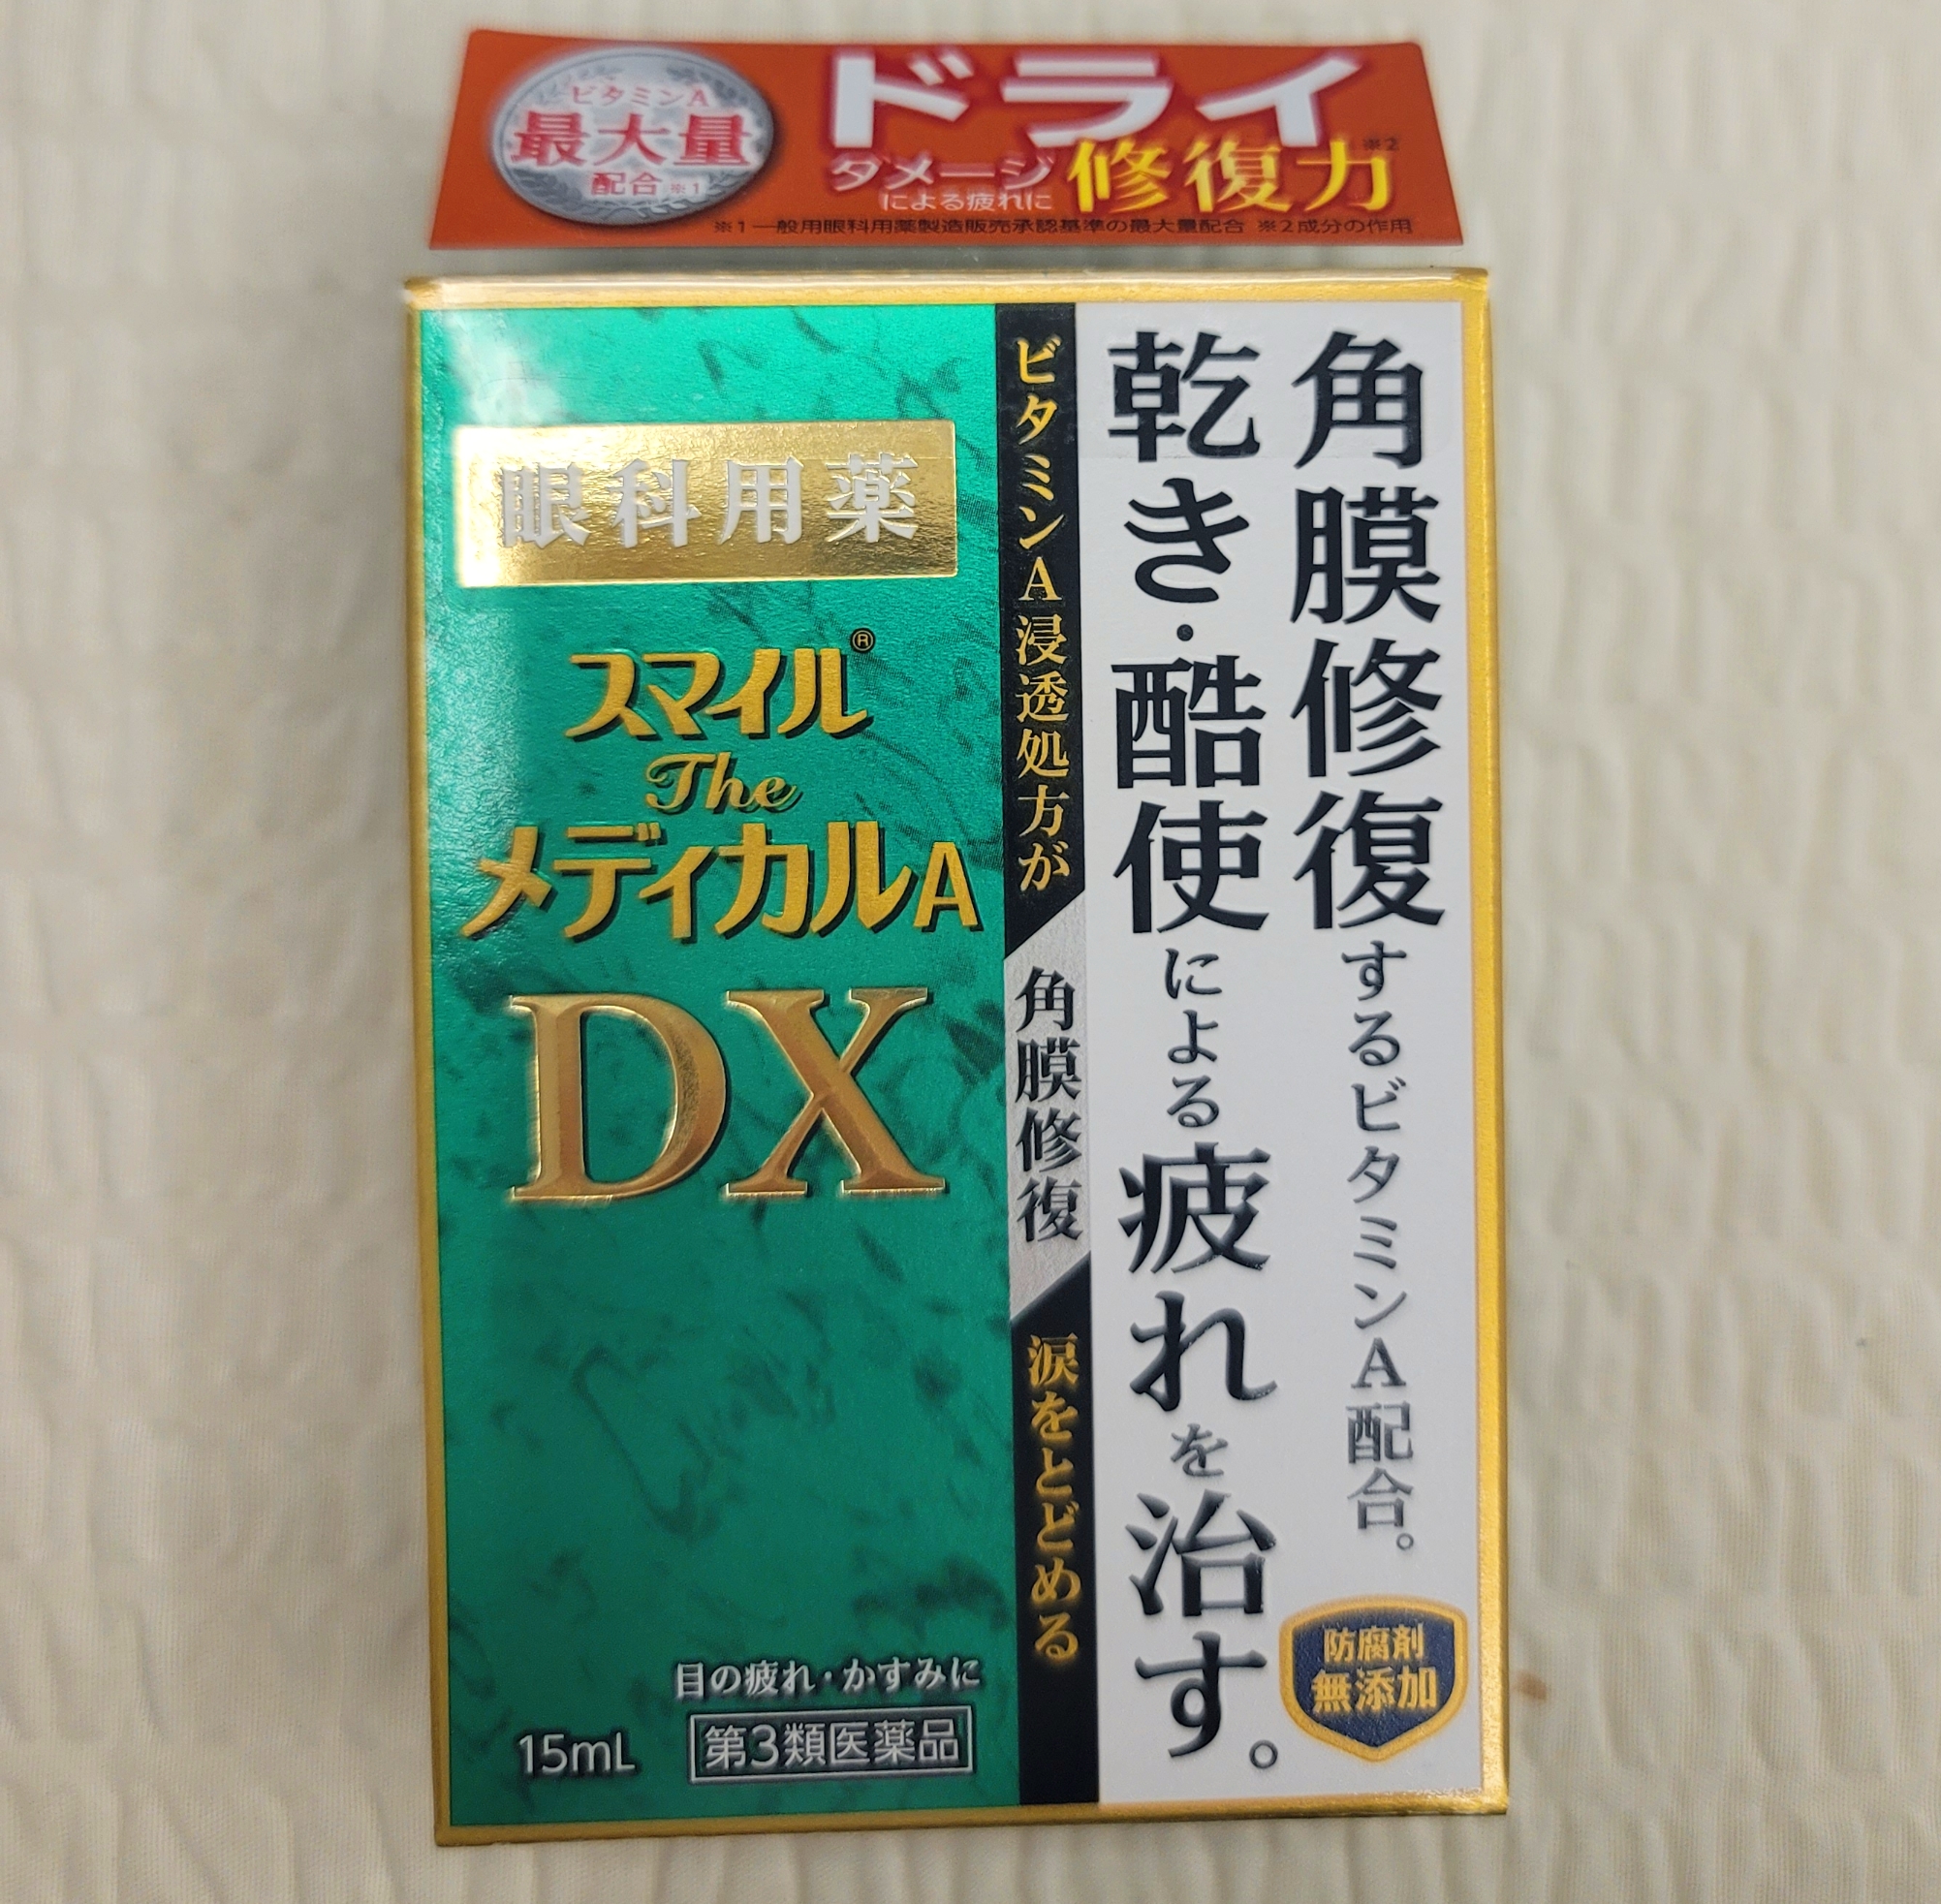 ビタミンA
最大量
配合※1
ドライ
ダメージ
による疲れに
修復力※2
※1一般用眼科用薬製造販売承認基準の最大量配合 ※2成分の作用
角膜修復するビタミンA配合。
乾き・酷使による疲れを治す。
ビタミンA浸透処方が
角膜修復
涙をとどめる
眼科用薬
スマイル®
The
メディカルA
DX
目の疲れ・かすみに
15mL
第3類医薬品
防腐剤
無添加